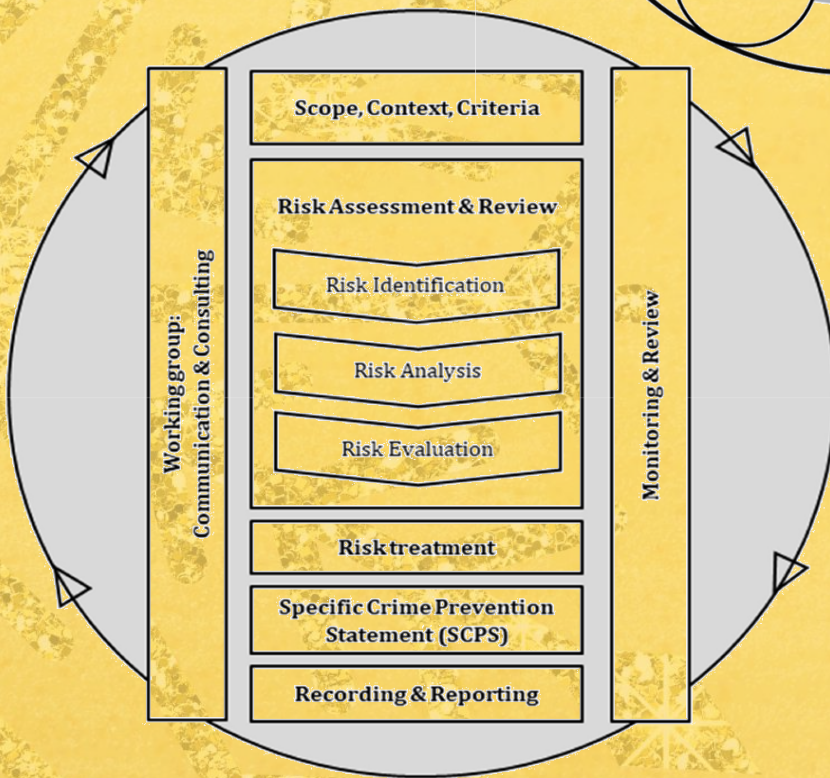 Scope, Context, Criteria
Risk Assessment & Review
Risk Identification
Risk Analysis
Risk Evaluation
Risk treatment
Specific Crime Prevention
Statement (SCPS)
Recording & Reporting
Working group:
Communication & Consulting
Monitoring & Review